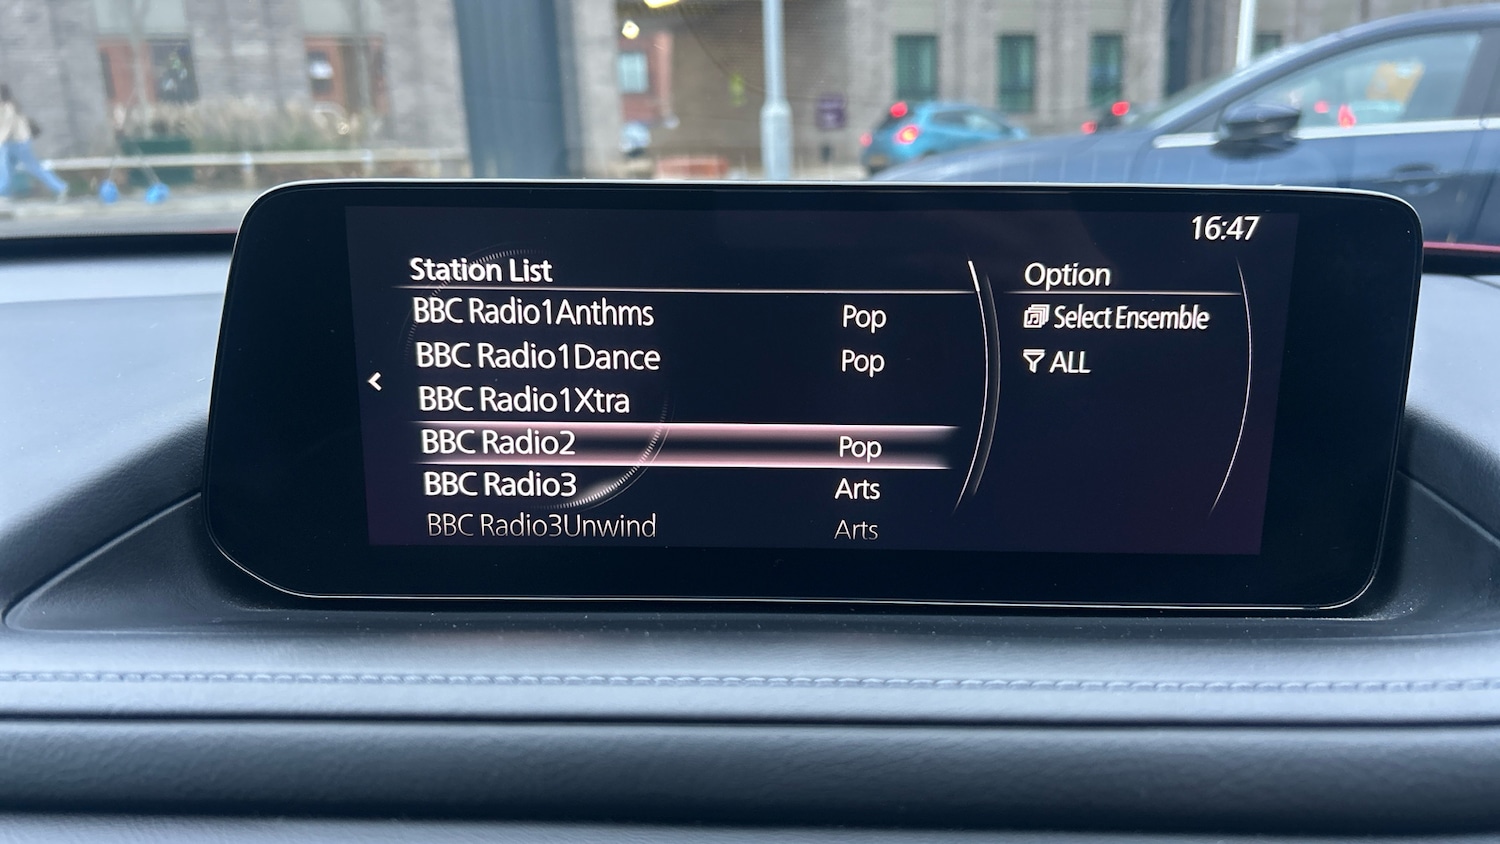 16:47
Station List
BBC Radio1Anthms Pop
BBC Radio1Dance Pop
BBC Radio1Xtra
BBC Radio2 Pop
BBC Radio3 Arts
BBC Radio3Unwind Arts
Option
Select Ensemble
ALL